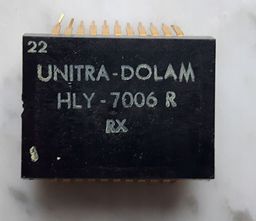 22
UNITRA-DOLAM
HLY-7006 R
RX